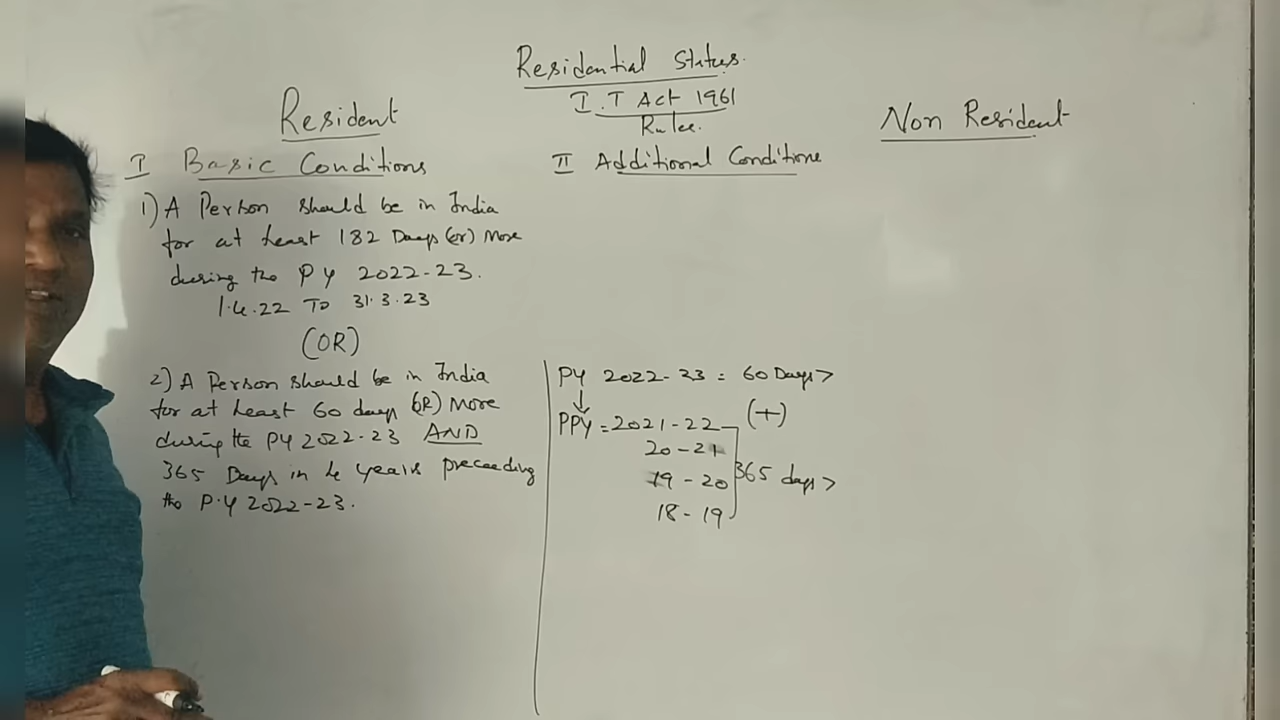 Residential Status.
I.T Act 1961
Rules.
Resident
Non Resident
I Basic Conditions
1) A Person should be in India
for at least 182 Days (or) More
during the PY 2022-23.
1.4.22 To 31.3.23
(OR)
2) A Person should be in India
for at least 60 days (OR) More
during the PY 2022-23 AND
365 Days in 4 years preceeding
the P.Y 2022-23.
II Additional Conditions
PY 2022-23 = 60 Days >
(+)
PPY = 2021-22
20-21
19-20
18-19
365 days >